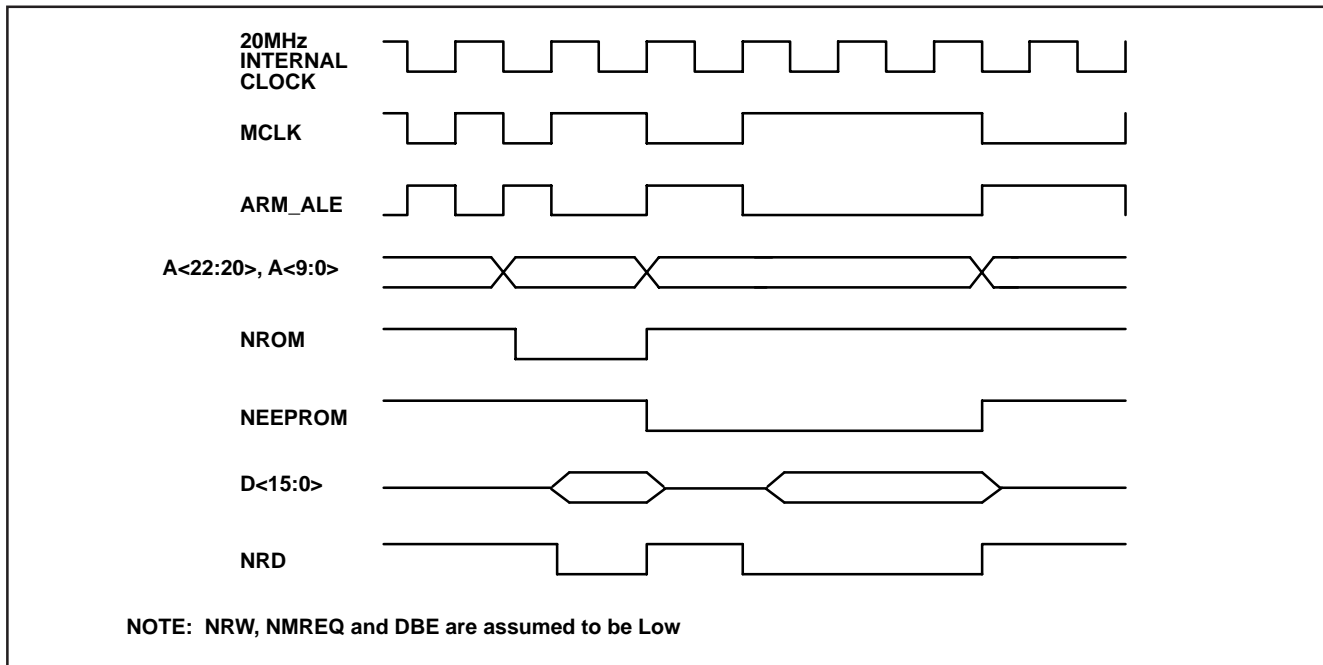 20MHz
INTERNAL
CLOCK
MCLK
ARM_ALE
A<22:20>, A<9:0>
NROM
NEEPROM
D<15:0>
NRD
NOTE: NRW, NMREQ and DBE are assumed to be Low